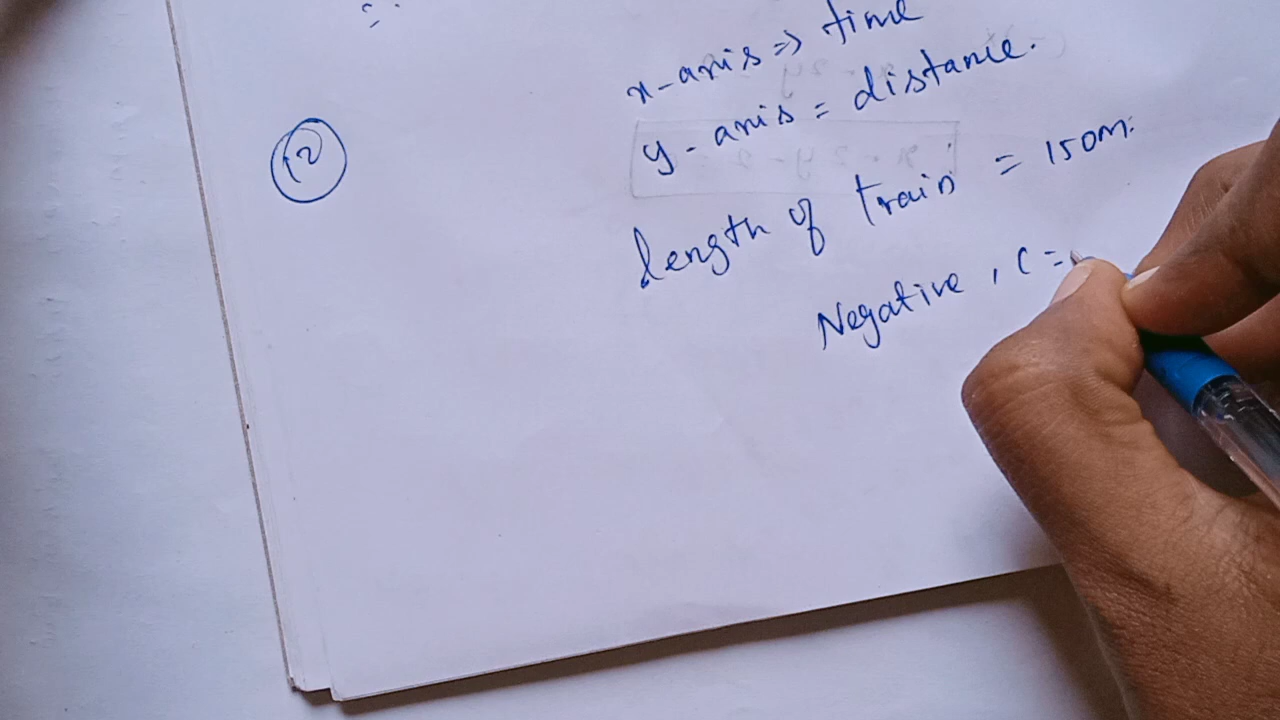 ∴
x-axis => time
y-axis = distance.
(12)
length of train = 150m.
Negative, c =